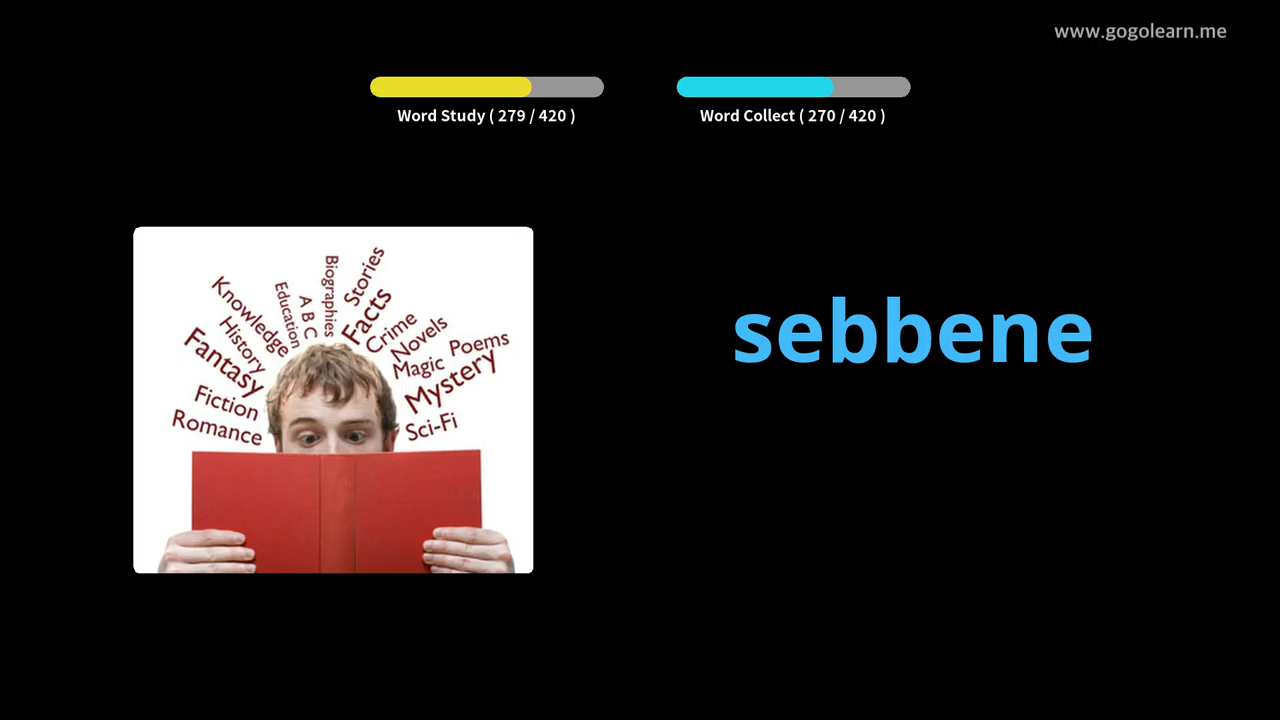 www.gogolearn.me
Word Study ( 279 / 420 )
Word Collect ( 270 / 420 )
sebbene
Knowledge
Education
A B C
Biographies
Stories
Facts
Crime
Novels
Poems
History
Magic
Mystery
Fantasy
Fiction
Romance
Sci-Fi